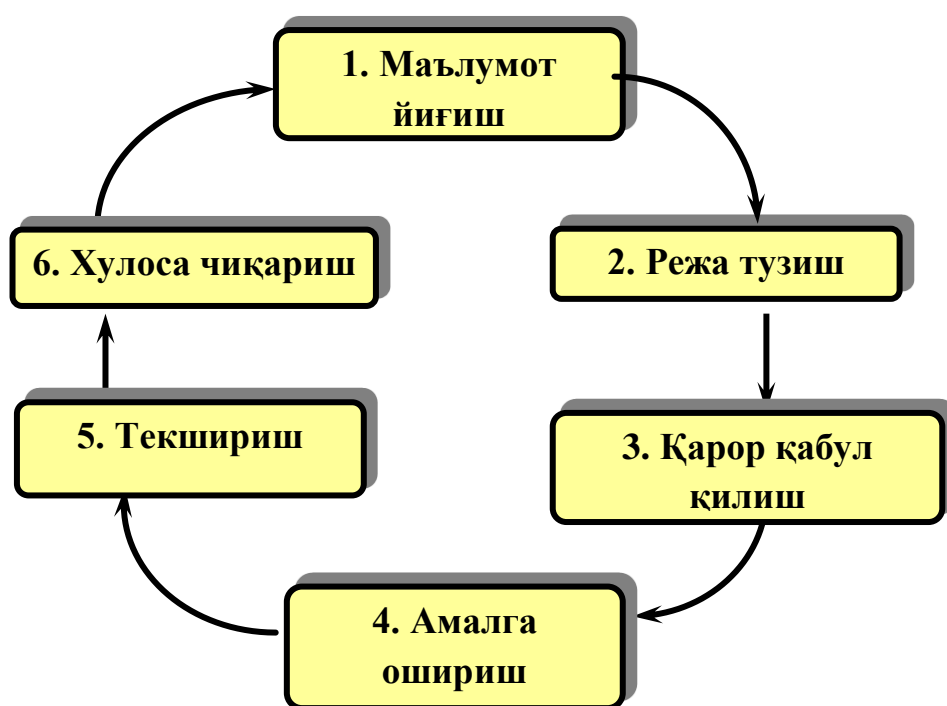 1. Маълумот
йиғиш
2. Режа тузиш
3. Қарор қабул
қилиш
4. Амалга
ошириш
5. Текшириш
6. Хулоса чиқариш